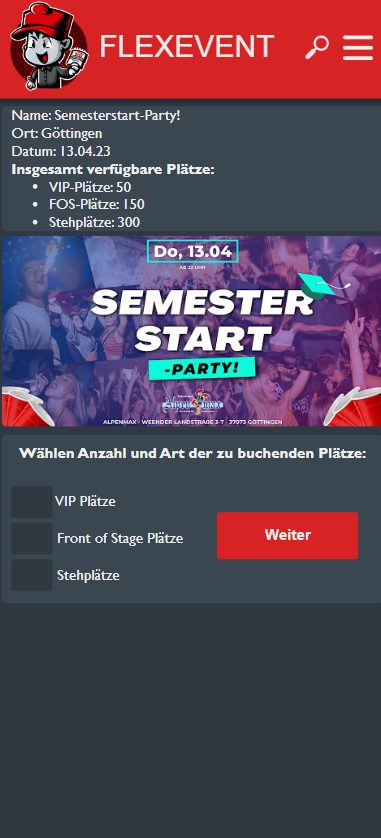 FLEXEVENT
Name: Semesterstart-Party!
Ort: Göttingen
Datum: 13.04.23
Insgesamt verfügbare Plätze:
• VIP-Plätze: 50
• FOS-Plätze: 150
• Stehplätze: 300
Do, 13.04
AB 22 UHR
SEMESTER
START
-PARTY!
ALPENMAX - WEENDER LANDSTRAßE 3-7 - 37073 GÖTTINGEN
Wählen Anzahl und Art der zu buchenden Plätze:
VIP Plätze
Front of Stage Plätze
Weiter
Stehplätze